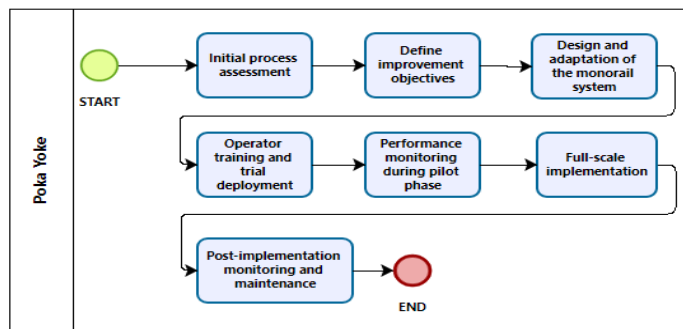 Poka Yoke
START
Initial process
assessment
Define
improvement
objectives
Design and
adaptation of
the monorail
system
Operator
training and
trial
deployment
Performance
monitoring
during pilot
phase
Full-scale
implementation
Post-implementation
monitoring and
maintenance
END